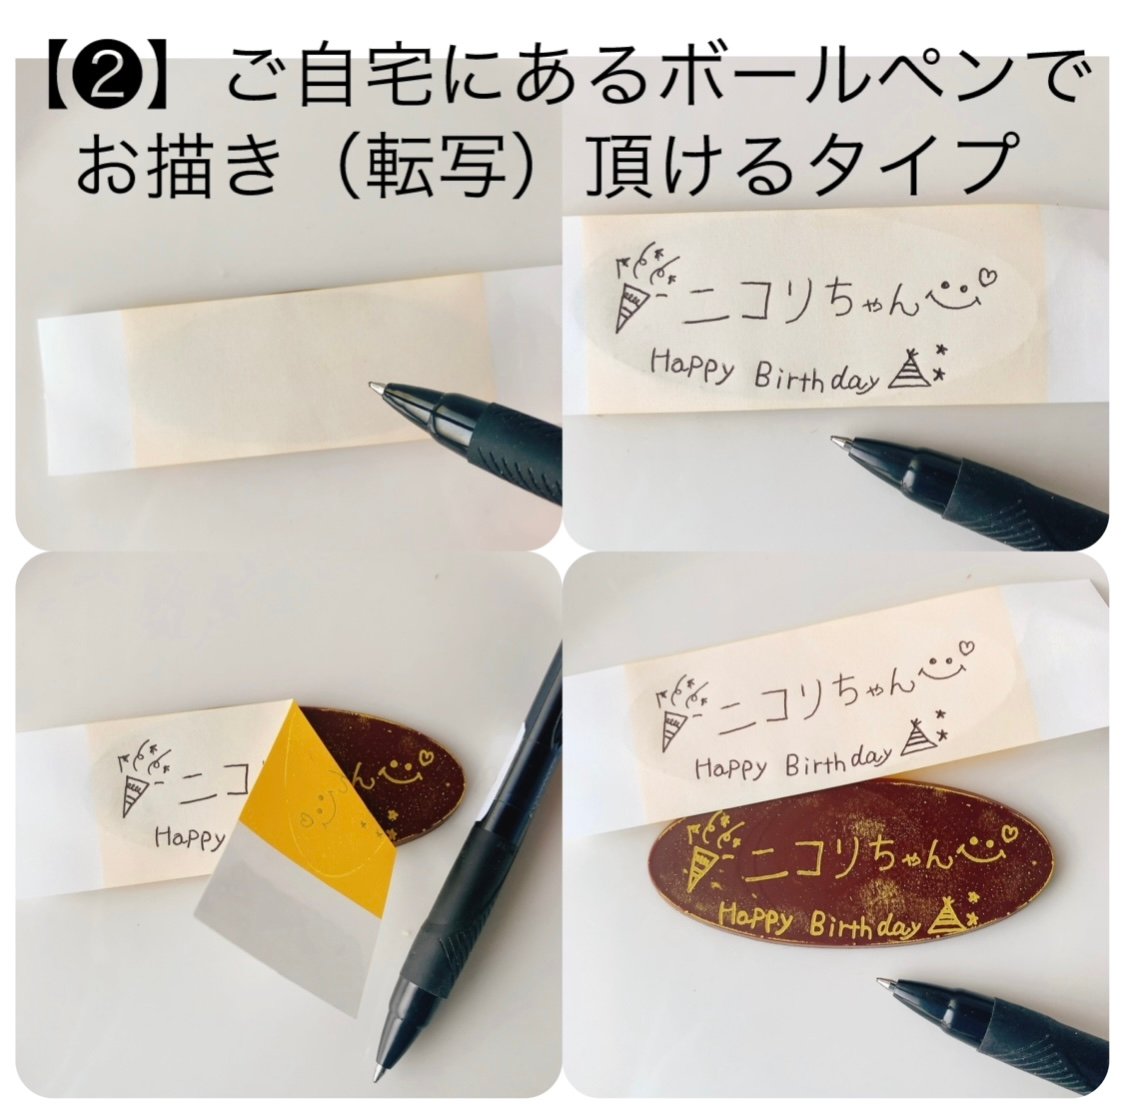 【❷】ご自宅にあるボールペンで
お描き（転写）頂けるタイプ
ニコリちゃん
Happy Birthday
ニコ
んちゃん
Happy
ニコリちゃん
Happy Birthday
ニコリちゃん
Happy Birthday